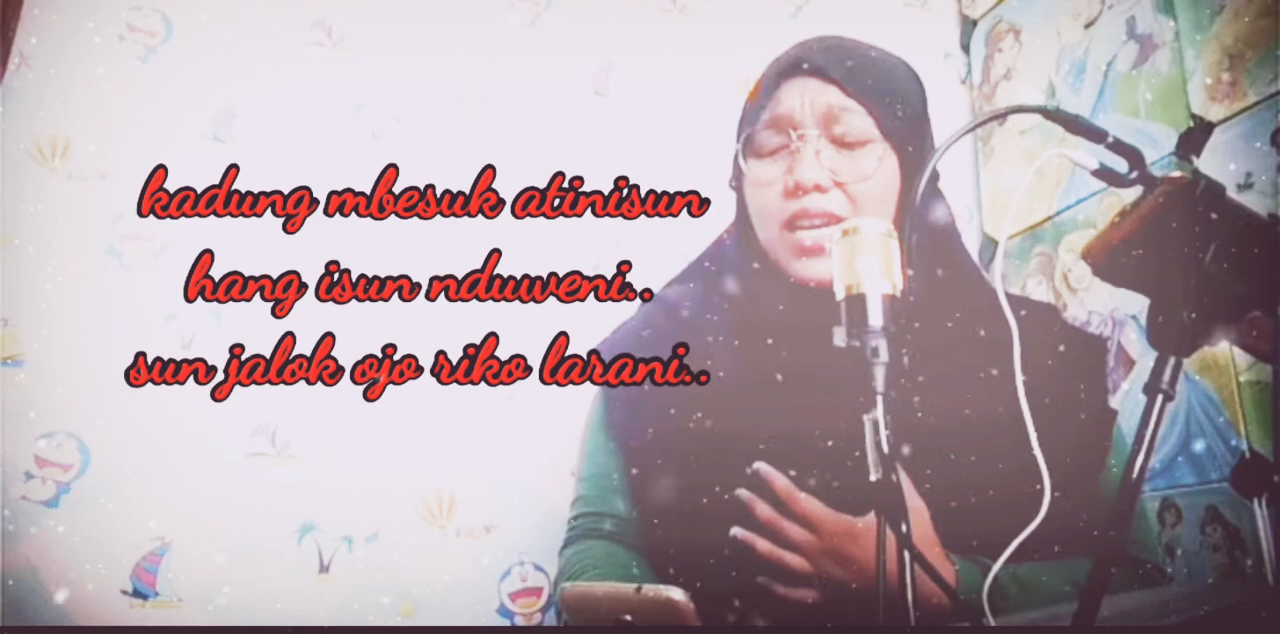 kadung mbesuk atinisun
hang isun nduweni..
sun jalok ojo riko larani..